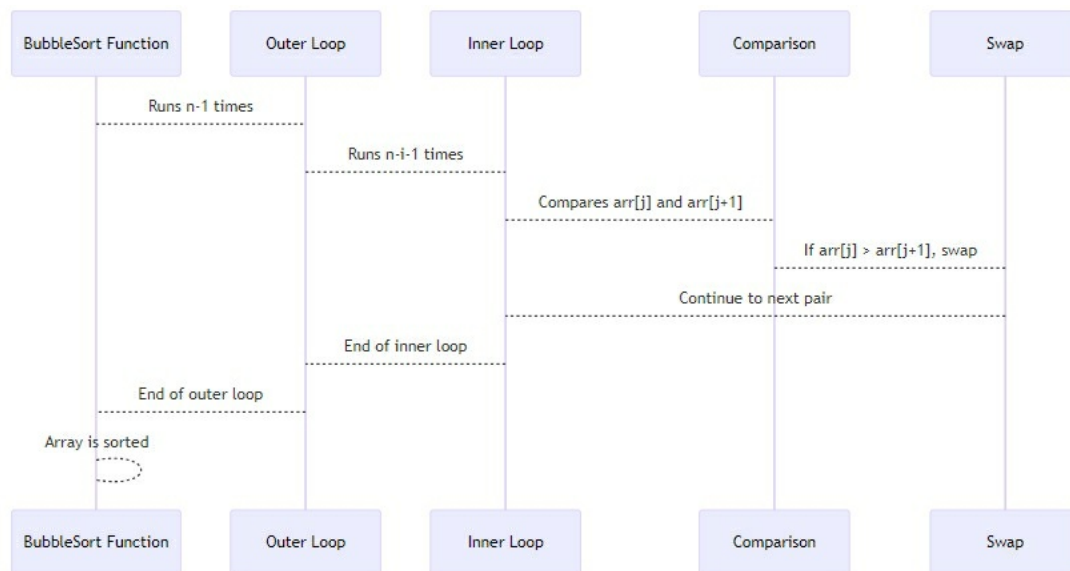 BubbleSort Function
Outer Loop
Inner Loop
Comparison
Swap
Runs n-1 times
Runs n-i-1 times
Compares arr[j] and arr[j+1]
If arr[j] > arr[j+1], swap
Continue to next pair
End of inner loop
End of outer loop
Array is sorted
BubbleSort Function
Outer Loop
Inner Loop
Comparison
Swap